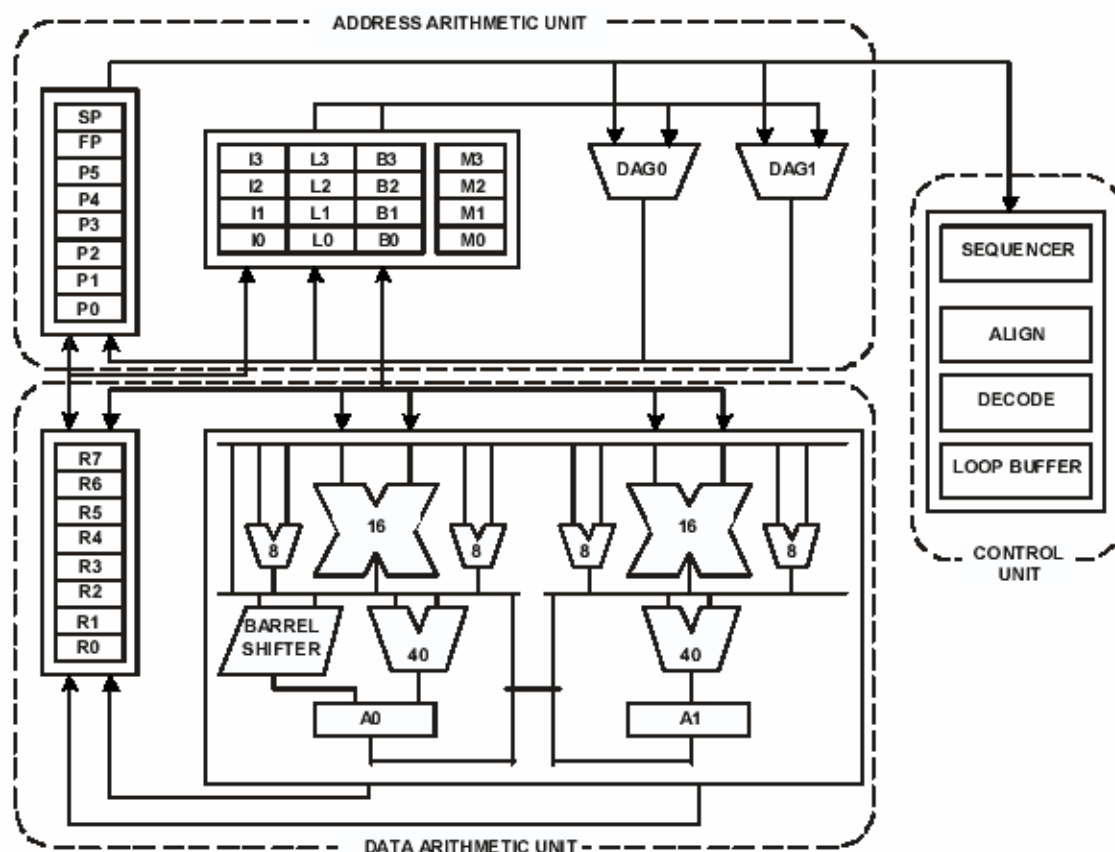 ADDRESS ARITHMETIC UNIT
SP
FP
P5
P4
P3
P2
P1
P0
I3 L3 B3 M3
I2 L2 B2 M2
I1 L1 B1 M1
I0 L0 B0 M0
DAG0
DAG1
SEQUENCER
ALIGN
DECODE
LOOP BUFFER
CONTROL
UNIT
R7
R6
R5
R4
R3
R2
R1
R0
8
16
8
8
16
8
BARREL
SHIFTER
40
40
A0
A1
DATA ARITHMETIC UNIT